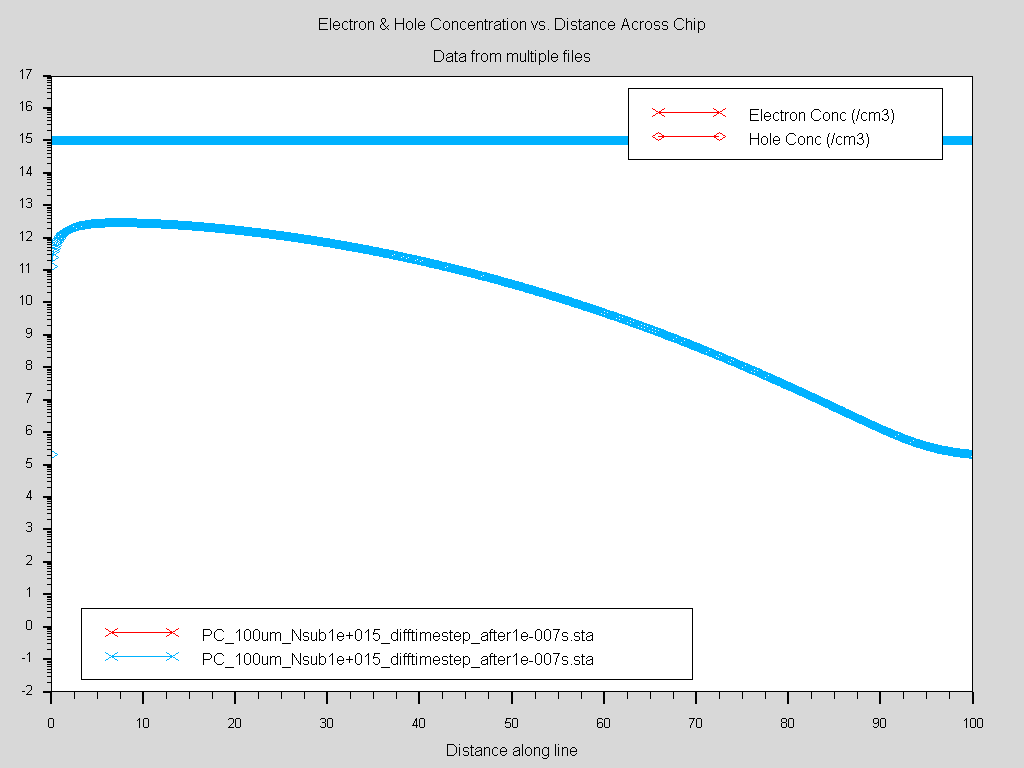 Electron & Hole Concentration vs. Distance Across Chip
Data from multiple files
17
16
15
14
13
12
11
10
9
8
7
6
5
4
3
2
1
0
-1
-2
Electron Conc (/cm3)
Hole Conc (/cm3)
PC_100um_Nsub1e+015_difftimestep_after1e-007s.sta
PC_100um_Nsub1e+015_difftimestep_after1e-007s.sta
0 10 20 30 40 50 60 70 80 90 100
Distance along line